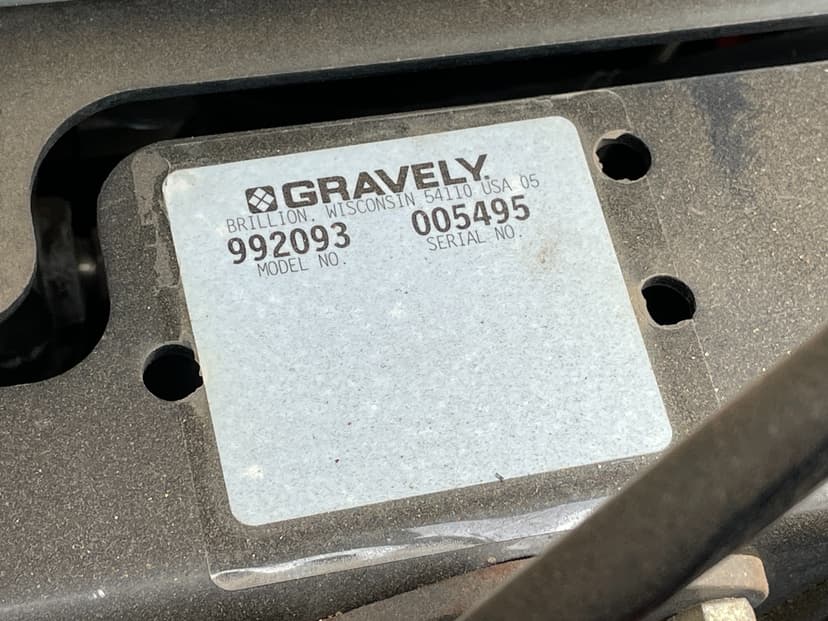 GRAVELY.
BRILLION, WISCONSIN 54110 USA 05
992093 005495
MODEL NO. SERIAL NO.